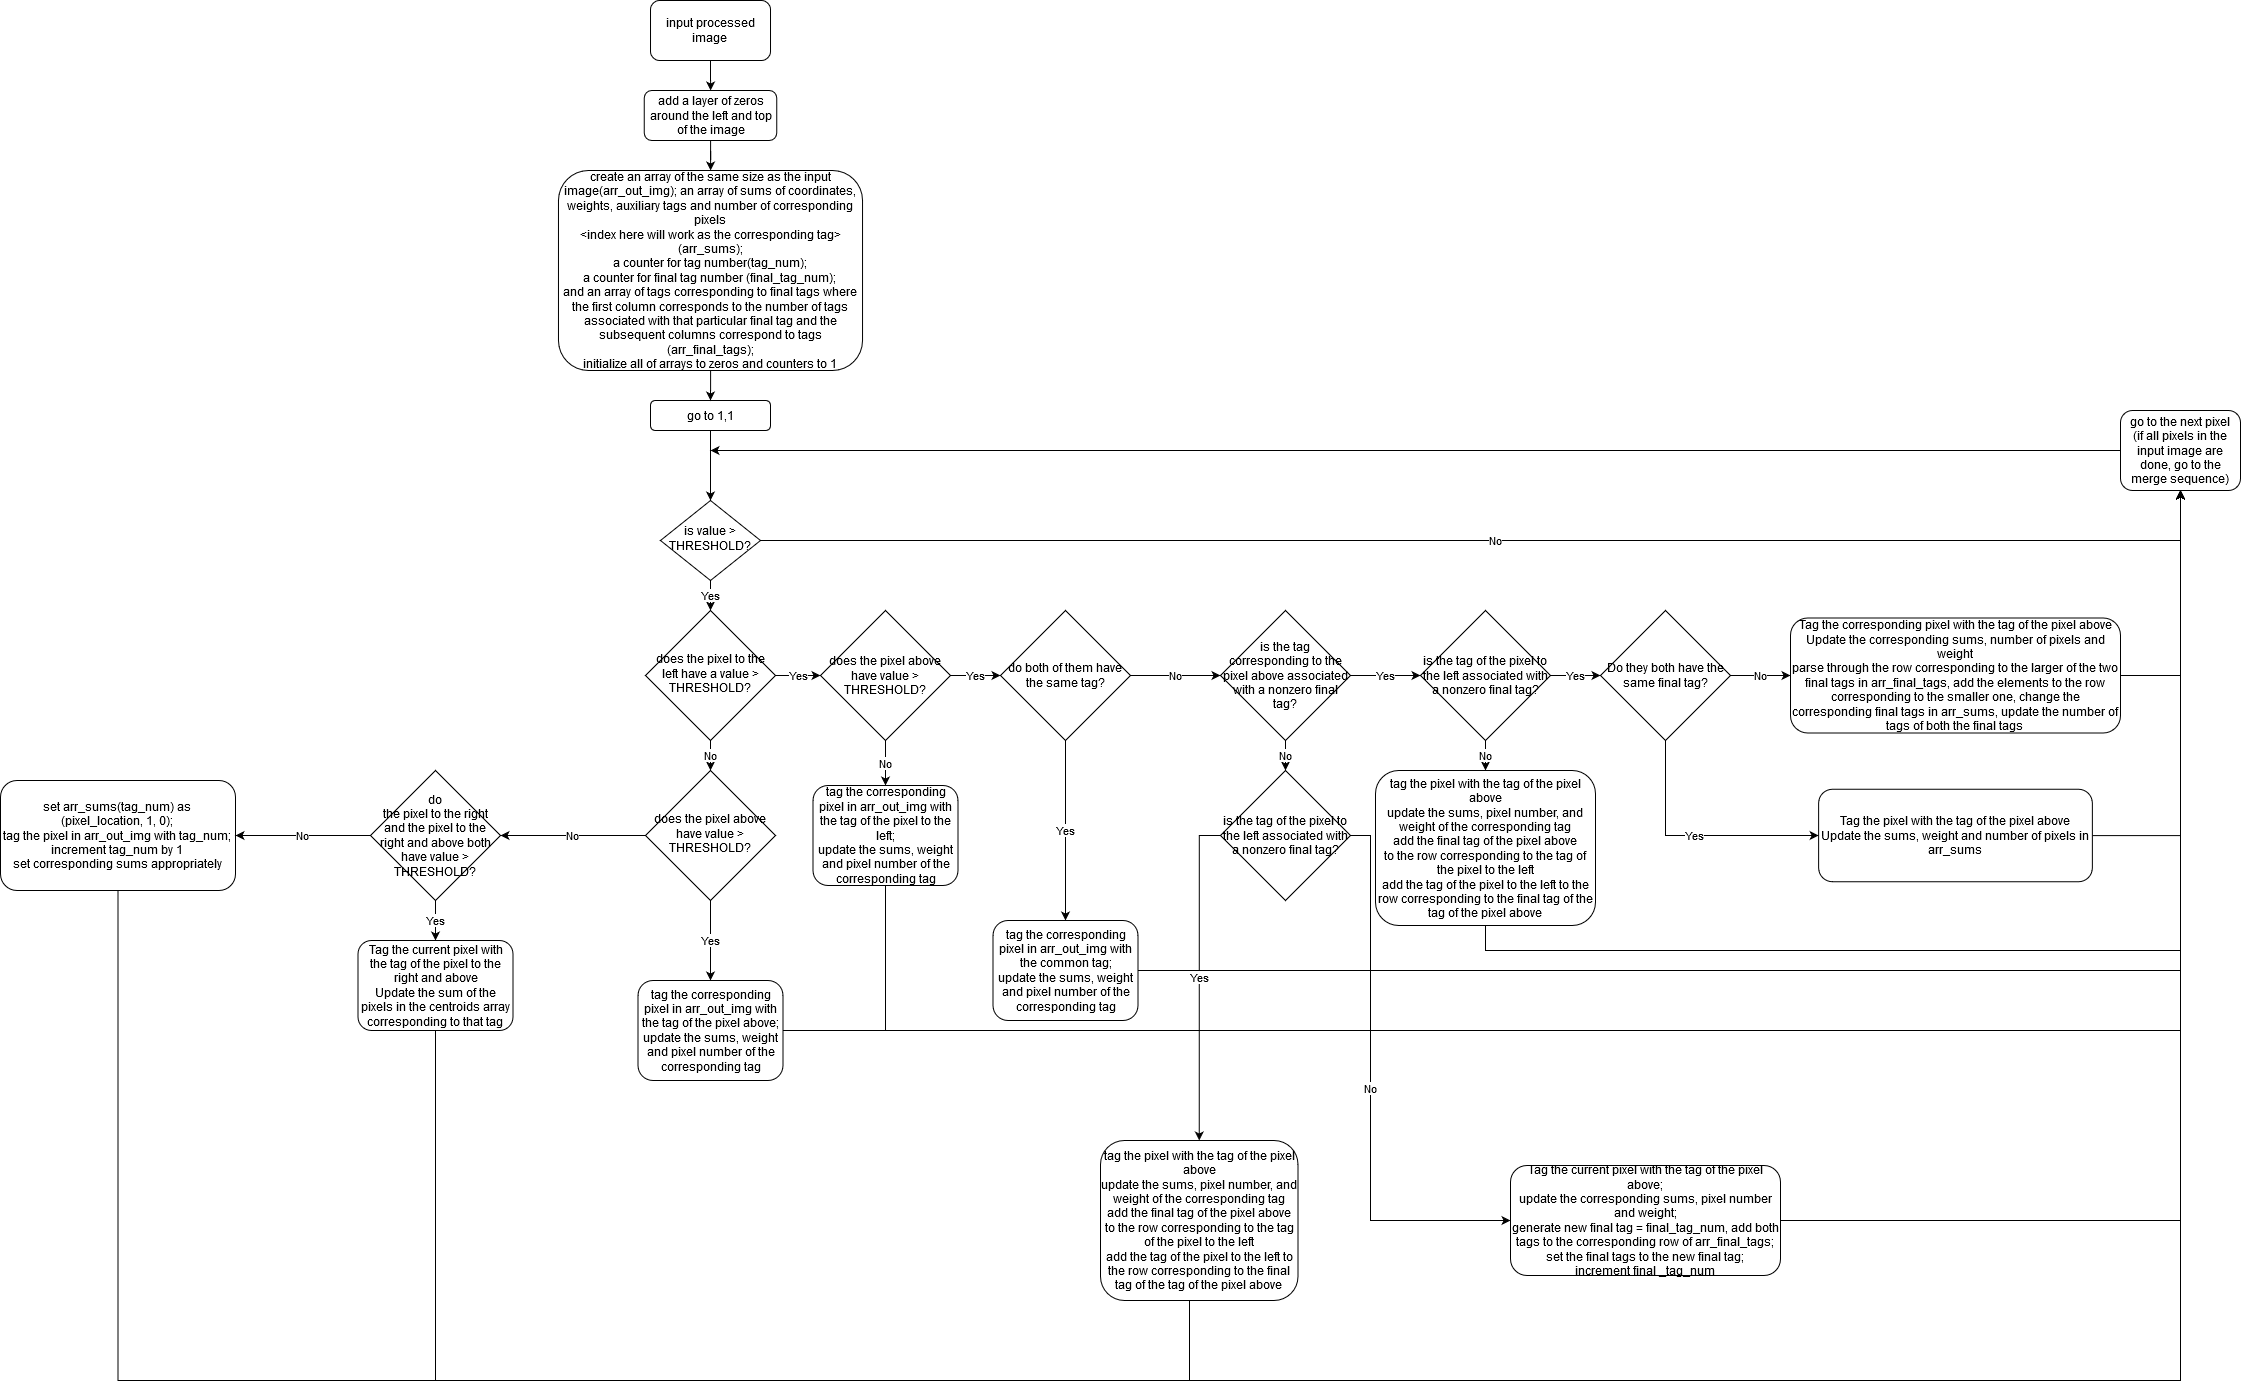 input processed
image
add a layer of zeros
around the left and top
of the image
create an array of the same size as the input
image(arr_out_img); an array of sums of coordinates,
weights, auxiliary tags and number of corresponding
pixels
<index here will work as the corresponding tag>
(arr_sums);
a counter for tag number(tag_num);
a counter for final tag number (final_tag_num);
and an array of tags corresponding to final tags where
the first column corresponds to the number of tags
associated with that particular final tag and the
subsequent columns correspond to tags
(arr_final_tags);
initialize all of arrays to zeros and counters to 1
go to 1,1
go to the next pixel
(if all pixels in the
input image are
done, go to the
merge sequence)
is value >
THRESHOLD?
No
Yes
does the pixel to the
left have a value >
THRESHOLD?
Yes
does the pixel above
have value >
THRESHOLD?
Yes
do both of them have
the same tag?
No
is the tag
corresponding to the
pixel above associated
with a nonzero final
tag?
Yes
is the tag of the pixel to
the left associated with
a nonzero final tag?
Yes
Do they both have the
same final tag?
No
Tag the corresponding pixel with the tag of the pixel above
Update the corresponding sums, number of pixels and
weight
parse through the row corresponding to the larger of the two
final tags in arr_final_tags, add the elements to the row
corresponding to the smaller one, change the
corresponding final tags in arr_sums, update the number of
tags of both the final tags
No
No
Yes
No
No
Yes
set arr_sums(tag_num) as
(pixel_location, 1, 0);
tag the pixel in arr_out_img with tag_num;
increment tag_num by 1
set corresponding sums appropriately
No
do
the pixel to the right
and the pixel to the
right and above both
have value >
THRESHOLD?
No
does the pixel above
have value >
THRESHOLD?
tag the corresponding
pixel in arr_out_img with
the tag of the pixel to the
left;
update the sums, weight
and pixel number of the
corresponding tag
is the tag of the pixel to
the left associated with
a nonzero final tag?
tag the pixel with the tag of the pixel
above
update the sums, pixel number, and
weight of the corresponding tag
add the final tag of the pixel above
to the row corresponding to the tag of
the pixel to the left
add the tag of the pixel to the left to the
row corresponding to the final tag of the
tag of the pixel above
Tag the pixel with the tag of the pixel above
Update the sums, weight and number of pixels in
arr_sums
Yes
Yes
Tag the current pixel with
the tag of the pixel to the
right and above
Update the sum of the
pixels in the centroids array
corresponding to that tag
tag the corresponding
pixel in arr_out_img with
the tag of the pixel above;
update the sums, weight
and pixel number of the
corresponding tag
tag the corresponding
pixel in arr_out_img with
the common tag;
update the sums, weight
and pixel number of the
corresponding tag
Yes
No
tag the pixel with the tag of the pixel
above
update the sums, pixel number, and
weight of the corresponding tag
add the final tag of the pixel above
to the row corresponding to the tag
of the pixel to the left
add the tag of the pixel to the left to
the row corresponding to the final
tag of the tag of the pixel above
Tag the current pixel with the tag of the pixel
above;
update the corresponding sums, pixel number
and weight;
generate new final tag = final_tag_num, add both
tags to the corresponding row of arr_final_tags;
set the final tags to the new final tag;
increment final _tag_num